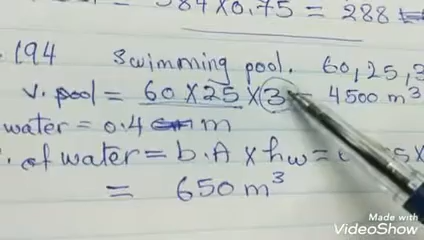 384 x 0.75 = 288
194 Swimming pool. 60, 25, 3
V. pool = 60 x 25 x 3 = 4500 m³
water = 0.4 m
. of water = b.A x hw =
= 650 m³
Made with
VideoShow